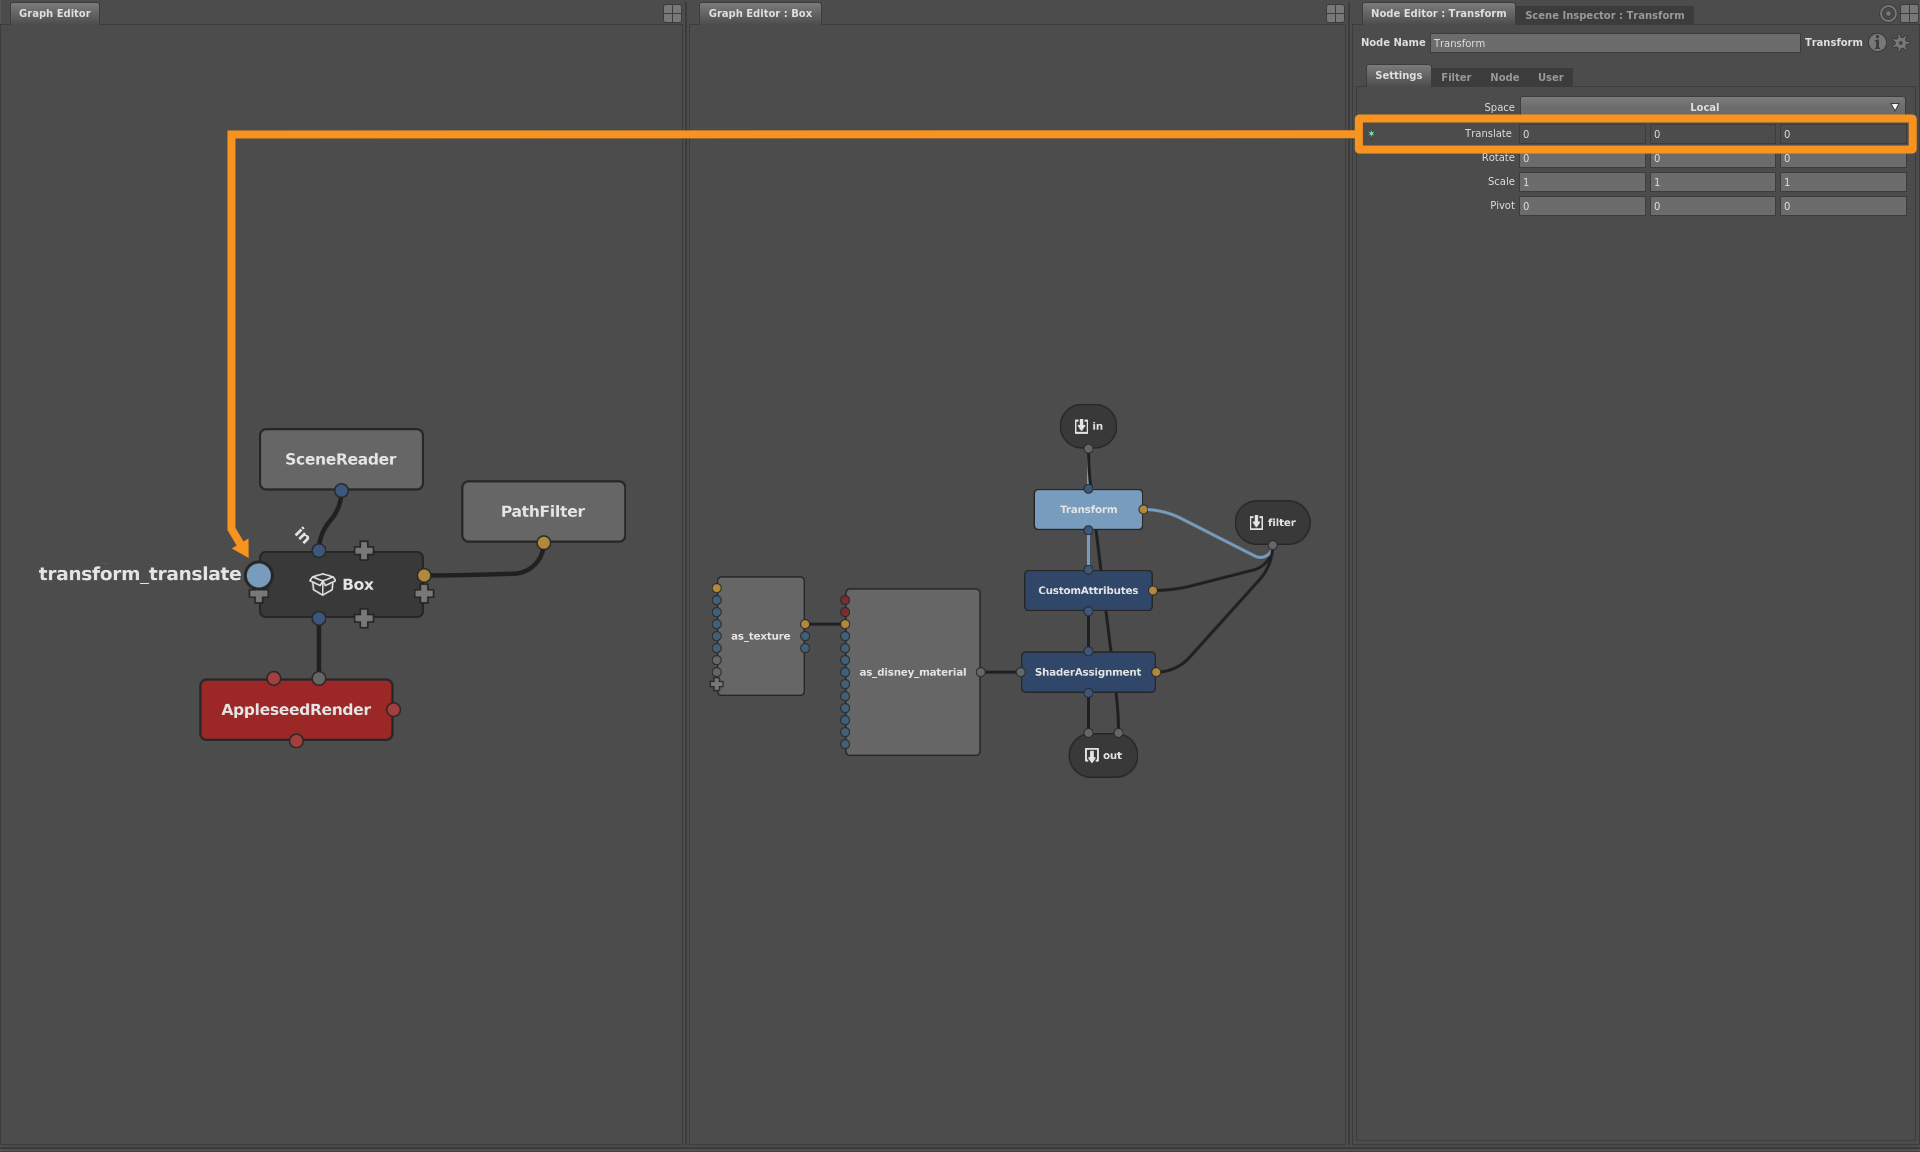 Graph Editor
Graph Editor : Box
Node Editor : Transform
Scene Inspector : Transform
Node Name Transform Transform
Settings Filter Node User
Space Local
Translate 0 0 0
Rotate 0 0 0
Scale 1 1 1
Pivot 0 0 0
SceneReader
PathFilter
in
transform_translate
Box
AppleseedRender
in
Transform
filter
CustomAttributes
as_texture
as_disney_material
ShaderAssignment
out